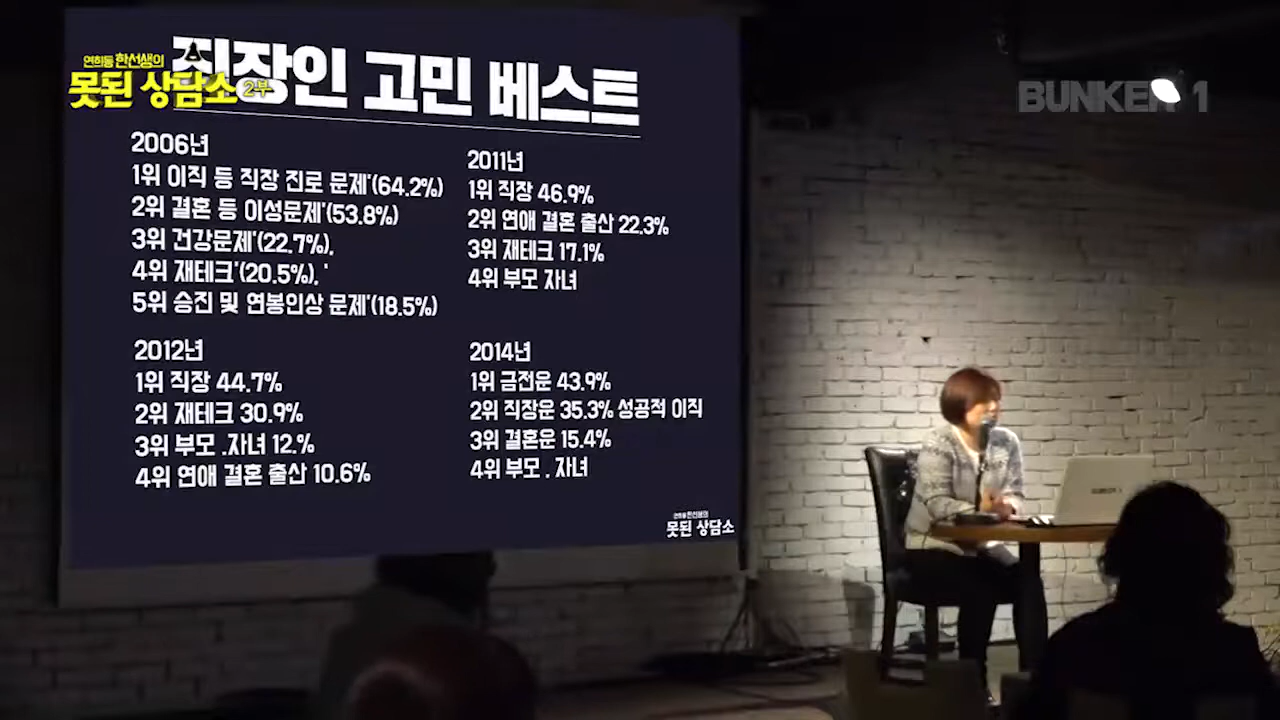 연희동 한선생의
못된 상담소 2부
직장인 고민 베스트
BUNKER 1
2006년
1위 이직 등 직장 진로 문제'(64.2%)
2위 결혼 등 이성문제'(53.8%)
3위 건강문제'(22.7%),
4위 재테크'(20.5%), '
5위 승진 및 연봉인상 문제'(18.5%)
2011년
1위 직장 46.9%
2위 연애 결혼 출산 22.3%
3위 재테크 17.1%
4위 부모 자녀
2012년
1위 직장 44.7%
2위 재테크 30.9%
3위 부모 .자녀 12.%
4위 연애 결혼 출산 10.6%
2014년
1위 금전운 43.9%
2위 직장운 35.3% 성공적 이직
3위 결혼운 15.4%
4위 부모 . 자녀
연희동 한선생의
못된 상담소